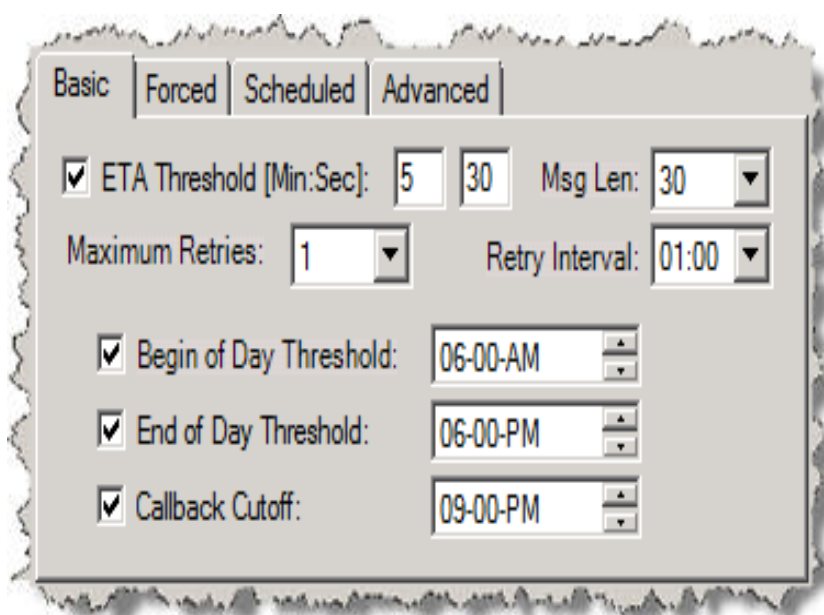 Basic Forced Scheduled Advanced
ETA Threshold [Min:Sec]: 5 30 Msg Len: 30
Maximum Retries: 1 Retry Interval: 01:00
Begin of Day Threshold: 06-00-AM
End of Day Threshold: 06-00-PM
Callback Cutoff: 09-00-PM